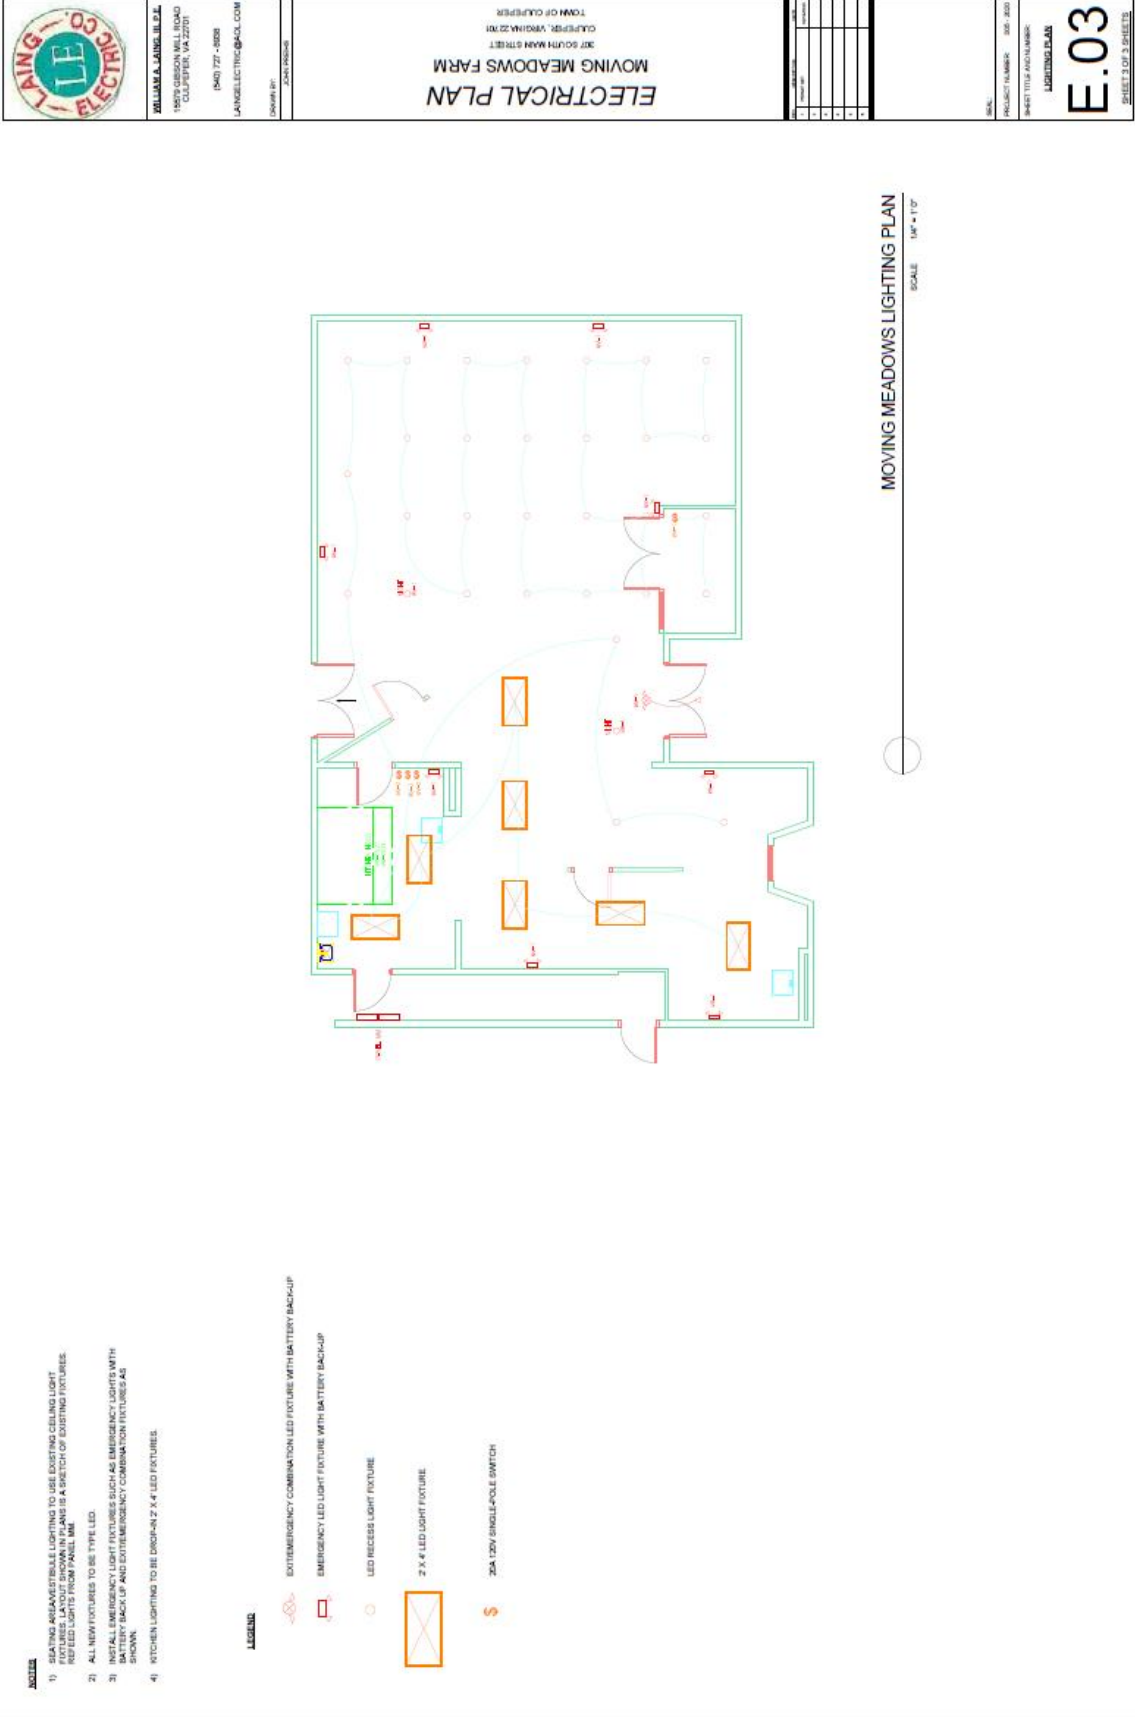 NOTES
1) SEATING AREA/VESTIBULE LIGHTING TO USE EXISTING CEILING LIGHT
FIXTURES. LAYOUT SHOWN IN PLANS IS A SKETCH OF EXISTING FIXTURES.
REFEED LIGHTS FROM PANEL MM.
2) ALL NEW FIXTURES TO BE TYPE LED.
3) INSTALL EMERGENCY LIGHT FIXTURES SUCH AS EMERGENCY LIGHTS WITH
BATTERY BACK UP AND EXIT/EMERGENCY COMBINATION FIXTURES AS
SHOWN.
4) KITCHEN LIGHTING TO BE DROP-IN 2' X 4' LED FIXTURES.
LEGEND
EXIT/EMERGENCY COMBINATION LED FIXTURE WITH BATTERY BACK-UP
EMERGENCY LED LIGHT FIXTURE WITH BATTERY BACK-UP
LED RECESS LIGHT FIXTURE
2' X 4' LED LIGHT FIXTURE
$ 20A 120V SINGLE-POLE SWITCH
MOVING MEADOWS LIGHTING PLAN
SCALE 1/4" = 1'0"
LAING ELECTRIC CO.
LE
WILLIAM A. LAING, III, P.E.
15579 GIBSON MILL ROAD
CULPEPER, VA 22701
(540) 727 -
LAINGELECTRIC@AOL.COM
DRAWN BY:
JOHN
ELECTRICAL PLAN
MOVING MEADOWS FARM
307 SOUTH MAIN STREET
CULPEPER, VIRGINIA 22701
TOWN OF CULPEPER
SEAL:
PROJECT NUMBER: 005 - 2020
SHEET TITLE AND NUMBER:
LIGHTING PLAN
E.03
SHEET 3 OF 3 SHEETS